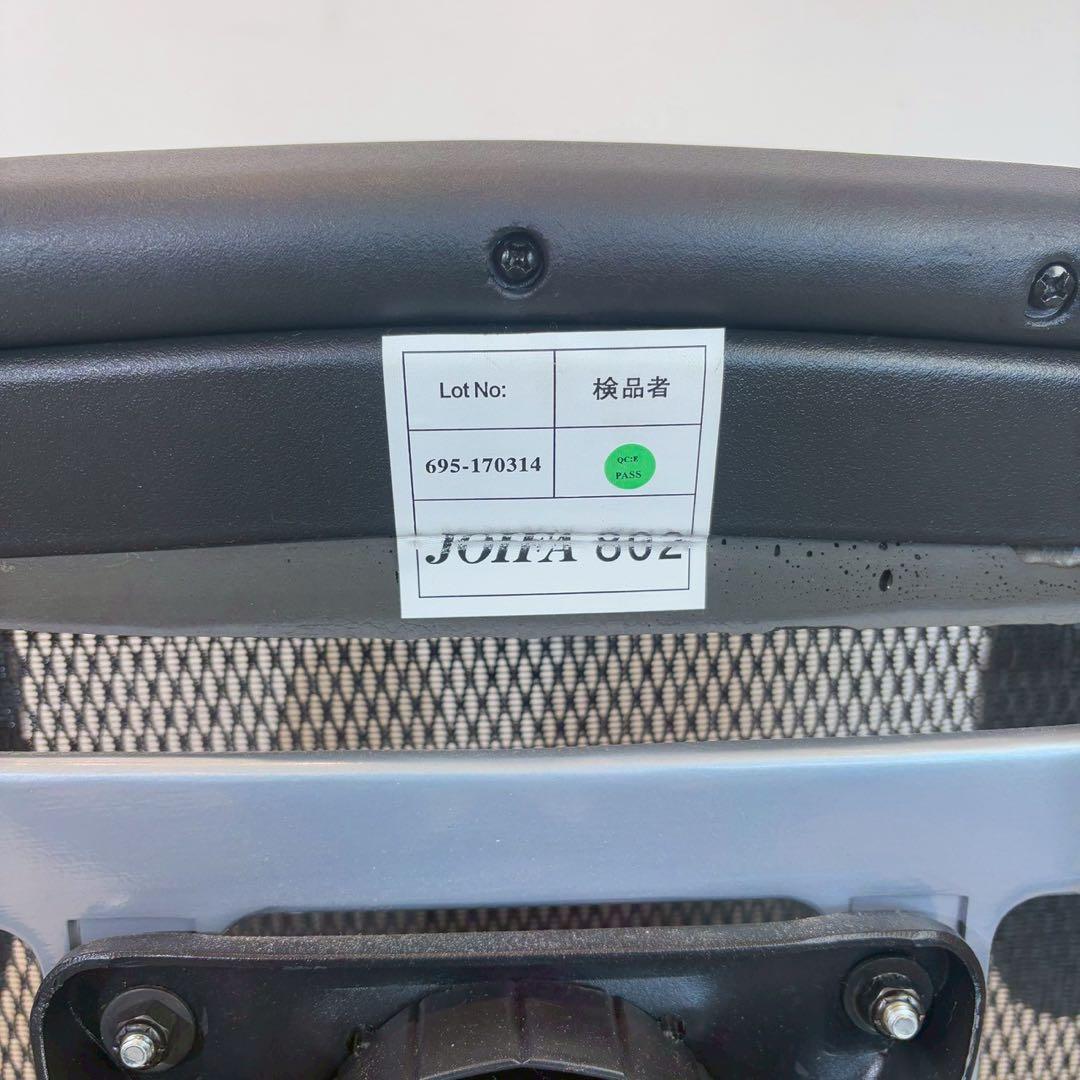 Lot No: 検品者
695-170314 QC:E
PASS
JOIFA 802